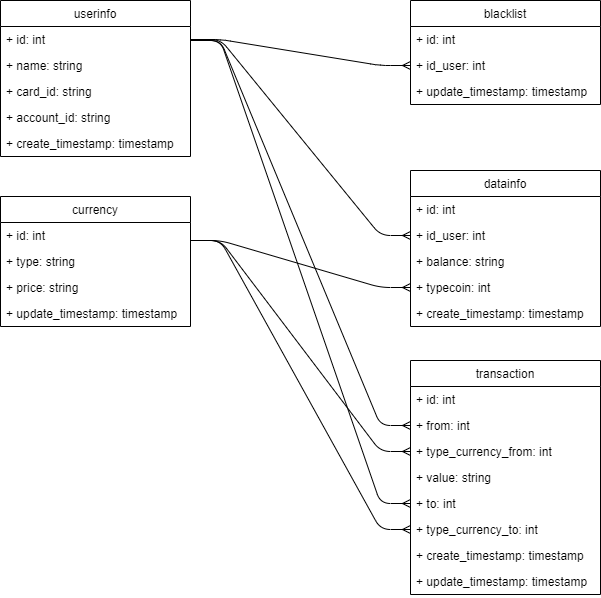 userinfo
+ id: int
+ name: string
+ card_id: string
+ account_id: string
+ create_timestamp: timestamp
currency
+ id: int
+ type: string
+ price: string
+ update_timestamp: timestamp
blacklist
+ id: int
+ id_user: int
+ update_timestamp: timestamp
datainfo
+ id: int
+ id_user: int
+ balance: string
+ typecoin: int
+ create_timestamp: timestamp
transaction
+ id: int
+ from: int
+ type_currency_from: int
+ value: string
+ to: int
+ type_currency_to: int
+ create_timestamp: timestamp
+ update_timestamp: timestamp